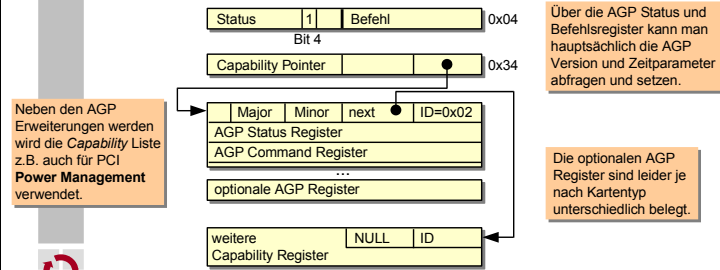 Status 1 Befehl 0x04
Bit 4
Capability Pointer 0x34
Über die AGP Status und
Befehlsregister kann man
hauptsächlich die AGP
Version und Zeitparameter
abfragen und setzen.
Neben den AGP
Erweiterungen werden
wird die Capability Liste
z.B. auch für PCI
Power Management
verwendet.
Major Minor next ID=0x02
AGP Status Register
AGP Command Register
...
optionale AGP Register
Die optionalen AGP
Register sind leider je
nach Kartentyp
unterschiedlich belegt.
weitere NULL ID
Capability Register